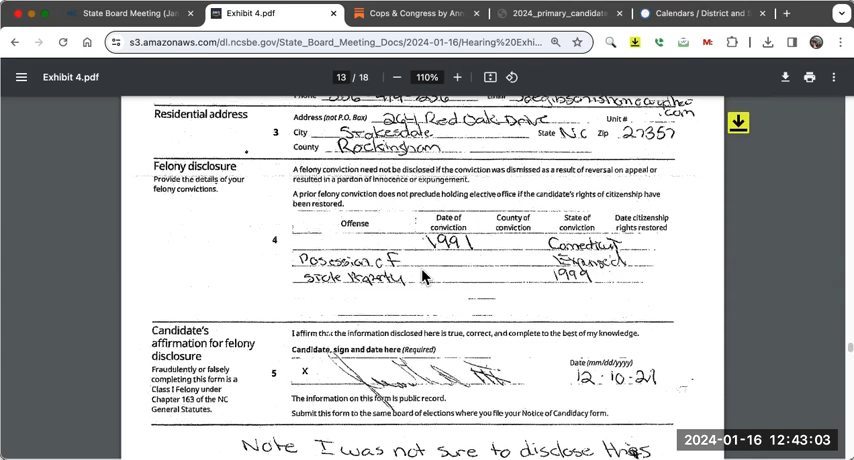 State Board Meeting (Jan
Exhibit 4.pdf
Cops & Congress by Ann
2024_primary_candidate
Calendars / District and S
s3.amazonaws.com/dl.ncsbe.gov/State_Board_Meeting_Docs/2024-01-16/Hearing%20Exhi...
Exhibit 4.pdf
13 / 18
110%
.com
Residential address
3
Address (not P.O. Box) 264 Red Oak Drive Unit #
City Stokesdale State NC Zip 27357
County Rockingham
Felony disclosure
Provide the details of your
felony convictions.
A felony conviction need not be disclosed if the conviction was dismissed as a result of reversal on appeal or
resulted in a pardon of innocence or expungement.
A prior felony conviction does not preclude holding elective office if the candidate's rights of citizenship have
been restored.
Offense
Date of
conviction
County of
conviction
State of
conviction
Date citizenship
rights restored
4
1991 Connecticut
Posession of Expunged
State Property 1999
Candidate's
affirmation for felony
disclosure
Fraudulently or falsely
completing this form is a
Class I Felony under
Chapter 163 of the NC
General Statutes.
I affirm that the information disclosed here is true, correct, and complete to the best of my knowledge.
Candidate, sign and date here (Required)
Date (mm/dd/yyyy)
5
X
12-10-21
The information on this form is public record.
Submit this form to the same board of elections where you file your Notice of Candidacy form.
Note I was not sure to disclose this
2024-01-16 12:43:03